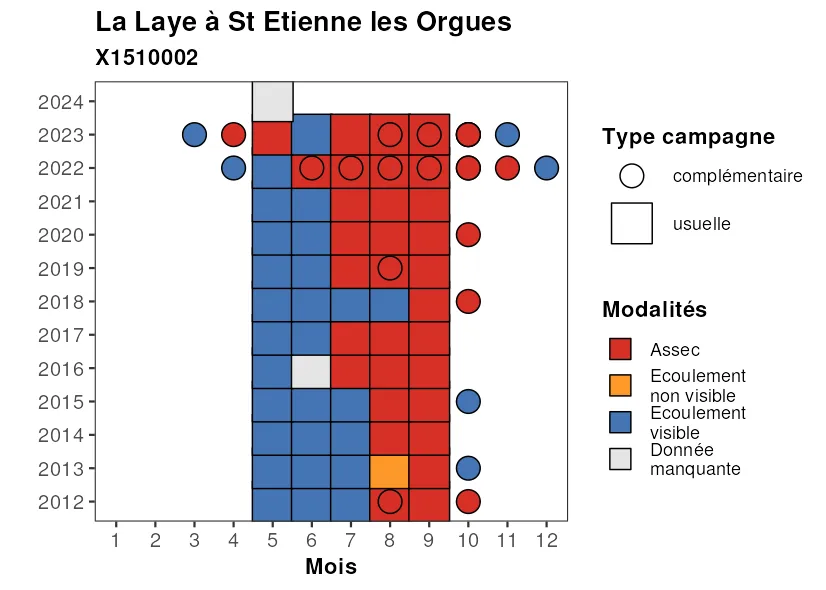 La Laye à St Etienne les Orgues
X1510002
2024
2023
2022
2021
2020
2019
2018
2017
2016
2015
2014
2013
2012
1 2 3 4 5 6 7 8 9 10 11 12
Mois
Type campagne
complémentaire
usuelle
Modalités
Assec
Ecoulement
non visible
Ecoulement
visible
Donnée
manquante